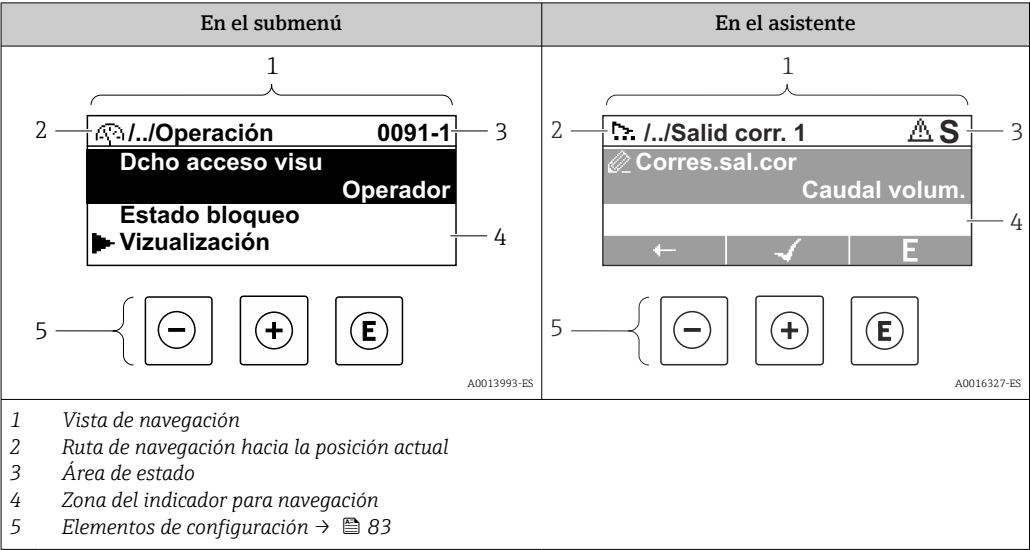 En el submenú
En el asistente
1
2
/../Operación 0091-1
3
Dcho acceso visu
Operador
Estado bloqueo
Vizualización
4
5
− + E
A0013993-ES
1
2
/../Salid corr. 1 S
3
Corres.sal.cor
Caudal volum.
4
← ✓ E
5
− + E
A0016327-ES
1 Vista de navegación
2 Ruta de navegación hacia la posición actual
3 Área de estado
4 Zona del indicador para navegación
5 Elementos de configuración → 83